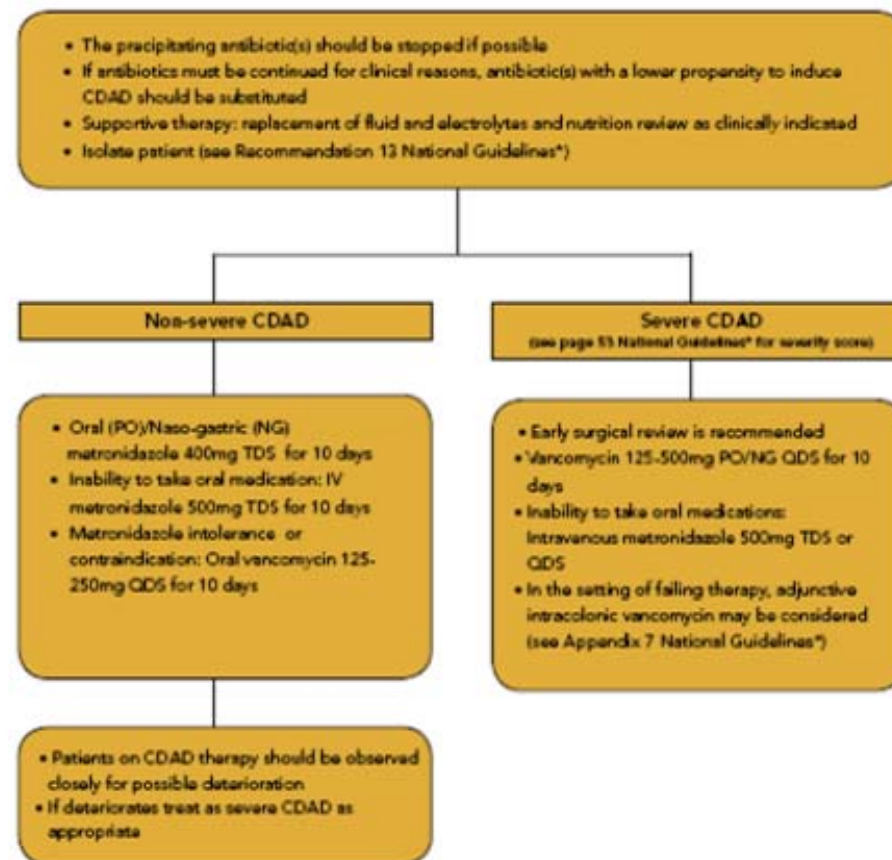 • The precipitating antibiotic(s) should be stopped if possible
• If antibiotics must be continued for clinical reasons, antibiotic(s) with a lower propensity to induce
CDAD should be substituted
• Supportive therapy: replacement of fluid and electrolytes and nutrition review as clinically indicated
• Isolate patient (see Recommendation 13 National Guidelines*)
Non-severe CDAD
• Oral (PO)/Naso-gastric (NG)
metronidazole 400mg TDS for 10 days
• Inability to take oral medication: IV
metronidazole 500mg TDS for 10 days
• Metronidazole intolerance or
contraindication: Oral vancomycin 125-
250mg QDS for 10 days
• Patients on CDAD therapy should be observed
closely for possible deterioration
• If deteriorates treat as severe CDAD as
appropriate
Severe CDAD
(see page 55 National Guidelines* for severity score)
• Early surgical review is recommended
• Vancomycin 125-500mg PO/NG QDS for 10
days
• Inability to take oral medications:
Intravenous metronidazole 500mg TDS or
QDS
• In the setting of failing therapy, adjunctive
intracolonic vancomycin may be considered
(see Appendix 7 National Guidelines*)